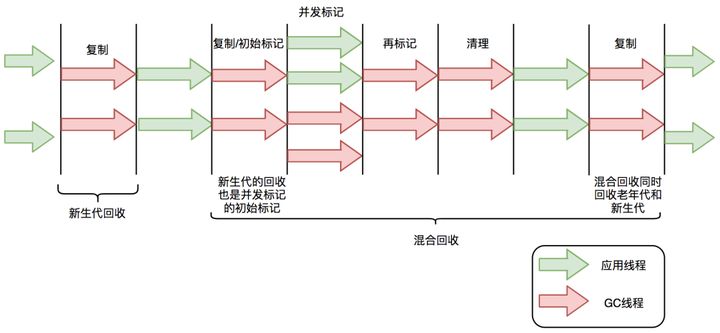 并发标记
复制
复制/初始标记
再标记
清理
复制
新生代回收
新生代的回收
也是并发标记
的初始标记
混合回收同时
回收老年代和
新生代
混合回收
应用线程
GC线程